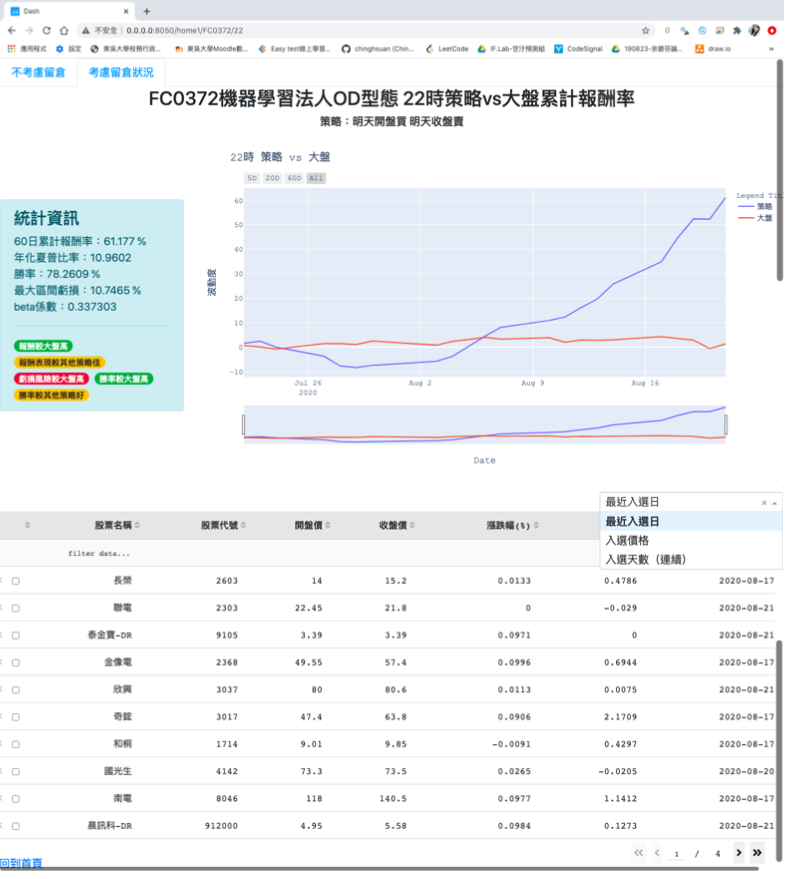 Dash
不安全 | 0.0.0.0:8050/home1/FC0372/22
應用程式 設定 東吳大學校務行政... 東吳大學Moodle數... Easy test線上學習... chinghsuan (Chin... LeetCode IF.Lab-空汙預測組 CodeSignal draw.io »
不考慮留倉 考慮留倉狀況
FC0372機器學習法人OD型態 22時策略vs大盤累計報酬率
策略：明天開盤買 明天收盤賣
22時 策略 vs 大盤
5D 20D 60D All
Legend Tit
策略
大盤
60
50
40
30
20
10
0
-10
波動度
Jul 26 Aug 2 Aug 9 Aug 16
2020
Date
統計資訊
60日累計報酬率：61.177 %
年化夏普比率：10.9602
勝率：78.2609 %
最大區間虧損：10.7465 %
beta係數：0.337303
報酬較大盤高
報酬表現較其他策略佳
虧損風險較大盤高 勝率較大盤高
勝率較其他策略好
最近入選日
最近入選日
入選價格
入選天數（連續）
股票名稱 股票代號 開盤價 收盤價 漲跌幅(%)
filter data...
長榮 2603 14 15.2 0.0133 0.4786 2020-08-17
聯電 2303 22.45 21.8 0 -0.029 2020-08-21
泰金寶-DR 9105 3.39 3.39 0.0971 0 2020-08-21
金像電 2368 49.55 57.4 0.0996 0.6944 2020-08-17
欣興 3037 80 80.6 0.0113 0.0075 2020-08-21
奇鋐 3017 47.4 63.8 0.0906 2.1709 2020-08-17
和桐 1714 9.01 9.85 -0.0091 0.4297 2020-08-17
國光生 4142 73.3 73.5 0.0265 -0.0205 2020-08-20
南電 8046 118 140.5 0.0977 1.1412 2020-08-17
晨訊科-DR 912000 4.95 5.58 0.0984 0.1273 2020-08-21
1 / 4
回到首頁